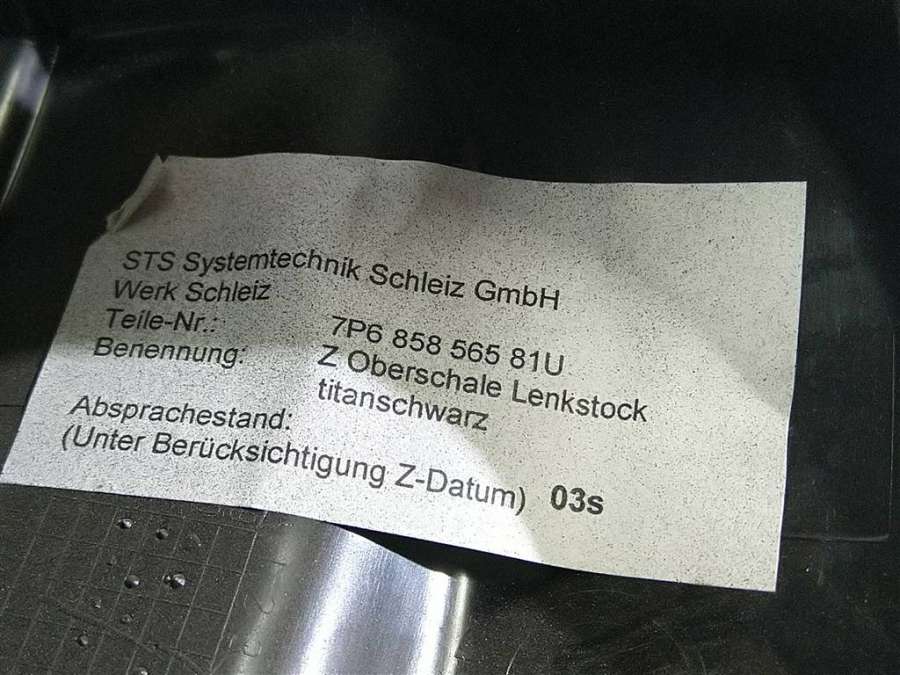 STS Systemtechnik Schleiz GmbH
Werk Schleiz
Teile-Nr.: 7P6 858 565 81U
Benennung: Z Oberschale Lenkstock
titanschwarz
Absprachestand:
(Unter Berücksichtigung Z-Datum) 03s